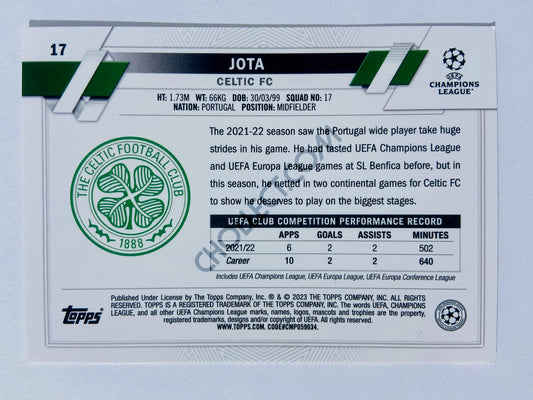 17
JOTA
CELTIC FC
UEFA
CHAMPIONS
LEAGUE
HT: 1.73M WT: 66KG DOB: 30/03/99 SQUAD NO: 17
NATION: PORTUGAL POSITION: MIDFIELDER
The 2021-22 season saw the Portugal wide player take huge
strides in his game. He had tasted UEFA Champions League
and UEFA Europa League games at SL Benfica before, but in
this season, he netted in two continental games for Celtic FC
to show he deserves to play on the biggest stages.
THE CELTIC FOOTBALL CLUB
1888
CHOLLECT.COM
UEFA CLUB COMPETITION PERFORMANCE RECORD
APPS GOALS ASSISTS MINUTES
2021/22 6 2 2 502
Career 10 2 2 640
Includes UEFA Champions League, UEFA Europa League, UEFA Europa Conference League
Topps
Published Under License by The Topps Company, Inc. ® & © 2023 THE TOPPS COMPANY, INC. ALL RIGHTS
RESERVED. TOPPS IS A REGISTERED TRADEMARK OF THE TOPPS COMPANY, INC. The words UEFA, CHAMPIONS
LEAGUE, and all other UEFA Champions League marks, names, logos, mascots and trophies are the property,
registered trademarks, designs and/or copyright of UEFA. All rights reserved.
WWW.TOPPS.COM. CODE#CMP059034.